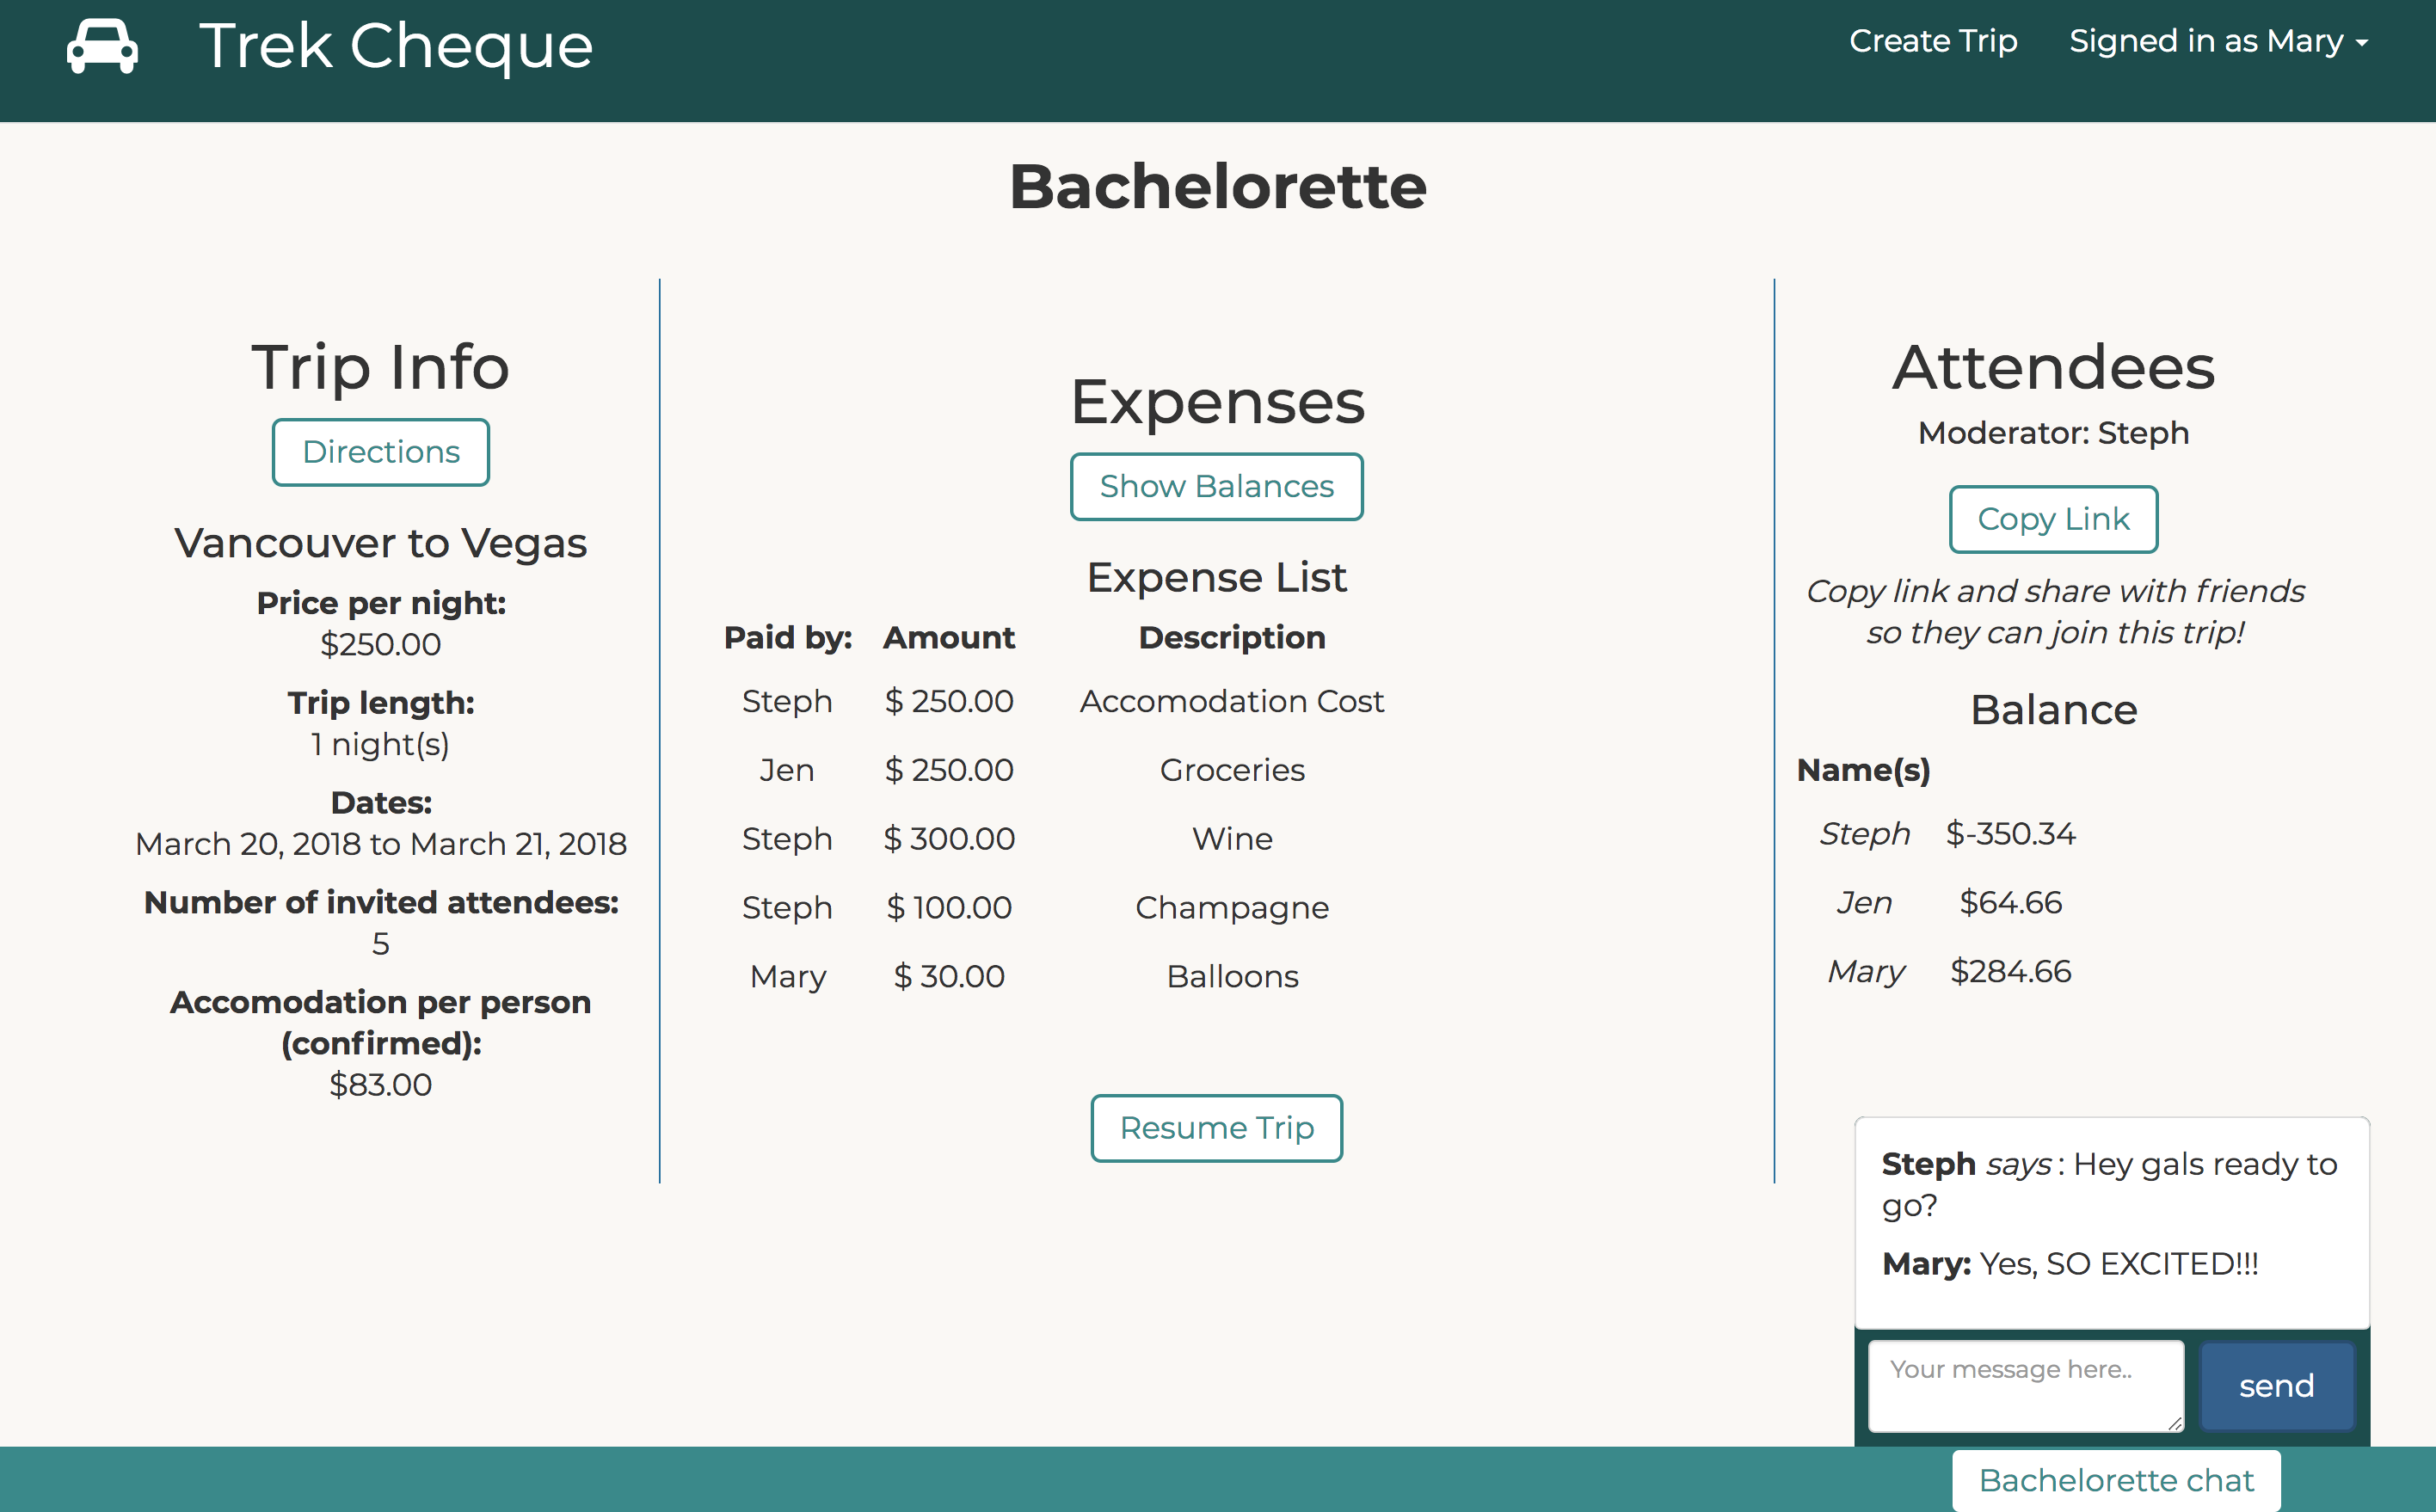 Trek Cheque
Create Trip
Signed in as Mary
Bachelorette
Trip Info
Directions
Vancouver to Vegas
Price per night:
$250.00
Trip length:
1 night(s)
Dates:
March 20, 2018 to March 21, 2018
Number of invited attendees:
5
Accomodation per person
(confirmed):
$83.00
Expenses
Show Balances
Expense List
Paid by: Amount Description
Steph $ 250.00 Accomodation Cost
Jen $ 250.00 Groceries
Steph $ 300.00 Wine
Steph $ 100.00 Champagne
Mary $ 30.00 Balloons
Resume Trip
Attendees
Moderator: Steph
Copy Link
Copy link and share with friends
so they can join this trip!
Balance
Name(s)
Steph $-350.34
Jen $64.66
Mary $284.66
Steph says : Hey gals ready to
go?
Mary: Yes, SO EXCITED!!!
Your message here..
send
Bachelorette chat